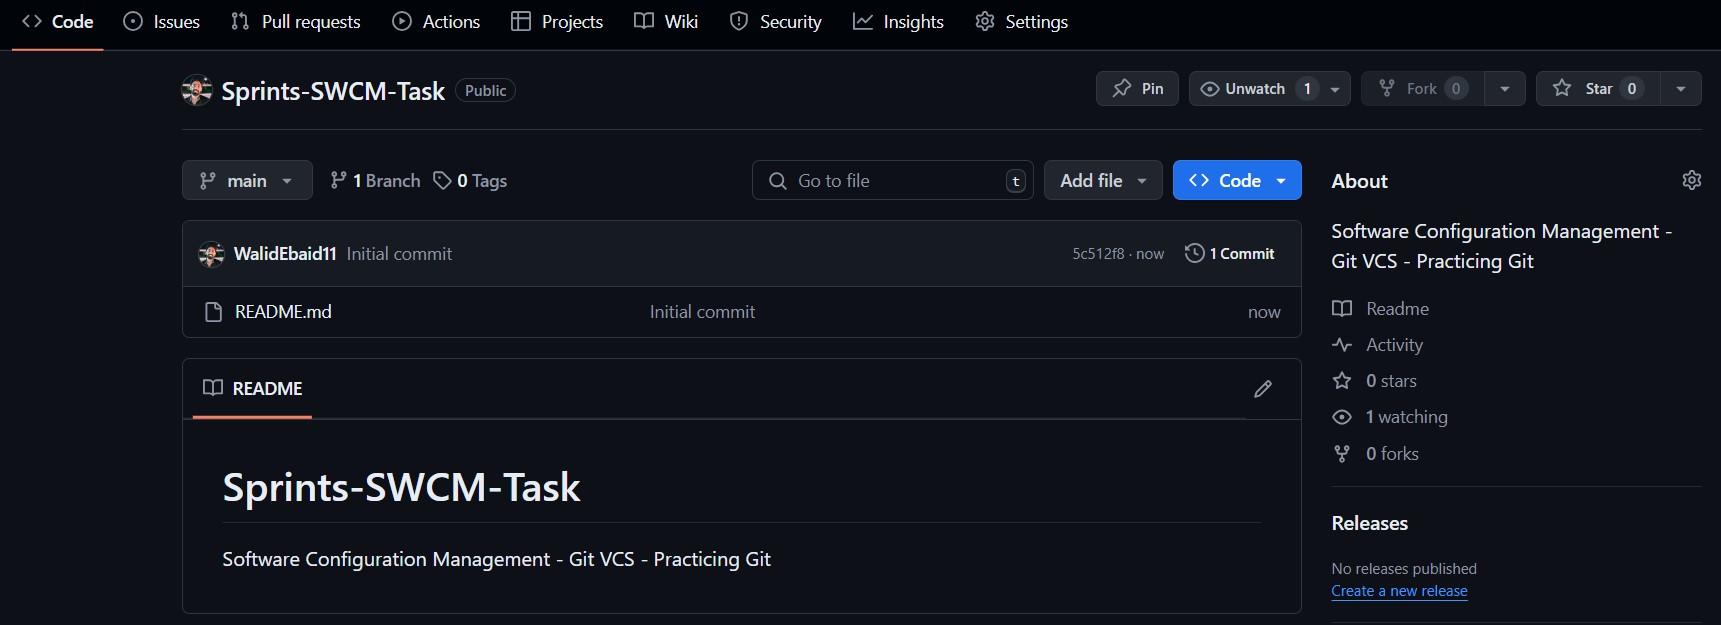 Code Issues Pull requests Actions Projects Wiki Security Insights Settings
Sprints-SWCM-Task Public Pin Unwatch 1 Fork 0 Star 0
main 1 Branch 0 Tags Go to file t Add file Code
WalidEbaid11 Initial commit 5c512f8 · now 1 Commit
README.md Initial commit now
README
Sprints-SWCM-Task
Software Configuration Management - Git VCS - Practicing Git
About
Software Configuration Management -
Git VCS - Practicing Git
Readme
Activity
0 stars
1 watching
0 forks
Releases
No releases published
Create a new release